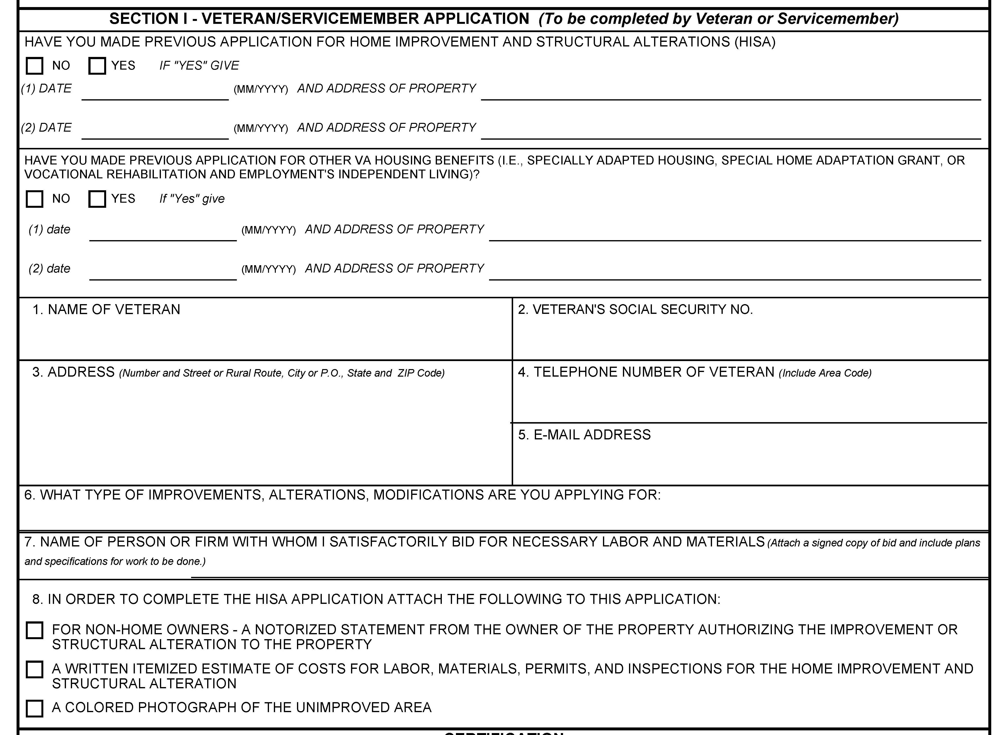 SECTION I - VETERAN/SERVICEMEMBER APPLICATION (To be completed by Veteran or Servicemember)
HAVE YOU MADE PREVIOUS APPLICATION FOR HOME IMPROVEMENT AND STRUCTURAL ALTERATIONS (HISA)
NO YES IF "YES" GIVE
(1) DATE (MM/YYYY) AND ADDRESS OF PROPERTY
(2) DATE (MM/YYYY) AND ADDRESS OF PROPERTY
HAVE YOU MADE PREVIOUS APPLICATION FOR OTHER VA HOUSING BENEFITS (I.E., SPECIALLY ADAPTED HOUSING, SPECIAL HOME ADAPTATION GRANT, OR
VOCATIONAL REHABILITATION AND EMPLOYMENT'S INDEPENDENT LIVING)?
NO YES If "Yes" give
(1) date (MM/YYYY) AND ADDRESS OF PROPERTY
(2) date (MM/YYYY) AND ADDRESS OF PROPERTY
1. NAME OF VETERAN
2. VETERAN'S SOCIAL SECURITY NO.
3. ADDRESS (Number and Street or Rural Route, City or P.O., State and ZIP Code)
4. TELEPHONE NUMBER OF VETERAN (Include Area Code)
5. E-MAIL ADDRESS
6. WHAT TYPE OF IMPROVEMENTS, ALTERATIONS, MODIFICATIONS ARE YOU APPLYING FOR:
7. NAME OF PERSON OR FIRM WITH WHOM I SATISFACTORILY BID FOR NECESSARY LABOR AND MATERIALS (Attach a signed copy of bid and include plans
and specifications for work to be done.)
8. IN ORDER TO COMPLETE THE HISA APPLICATION ATTACH THE FOLLOWING TO THIS APPLICATION:
FOR NON-HOME OWNERS - A NOTORIZED STATEMENT FROM THE OWNER OF THE PROPERTY AUTHORIZING THE IMPROVEMENT OR
STRUCTURAL ALTERATION TO THE PROPERTY
A WRITTEN ITEMIZED ESTIMATE OF COSTS FOR LABOR, MATERIALS, PERMITS, AND INSPECTIONS FOR THE HOME IMPROVEMENT AND
STRUCTURAL ALTERATION
A COLORED PHOTOGRAPH OF THE UNIMPROVED AREA
CERTIFICATION